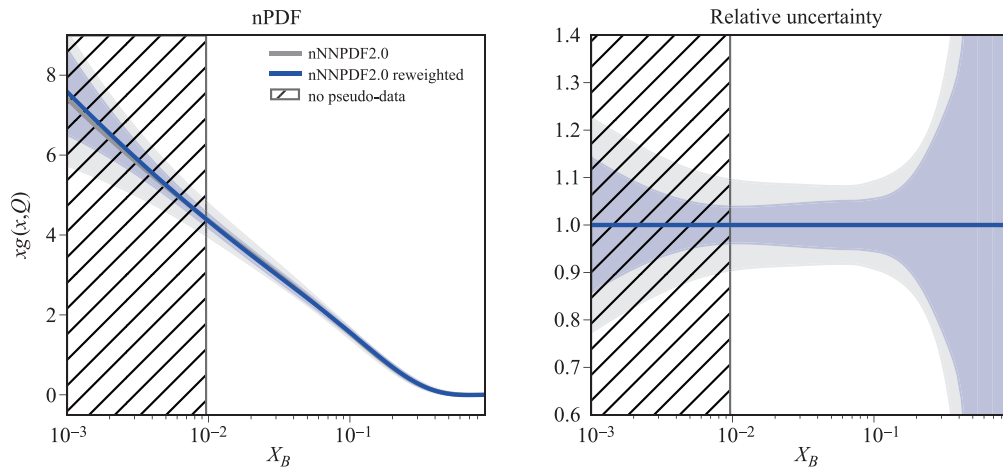 nPDF
nNNPDF2.0
nNNPDF2.0 reweighted
no pseudo-data
8
6
4
2
0
xg(x,Q)
10⁻³ 10⁻² 10⁻¹
X_B
Relative uncertainty
1.4
1.3
1.2
1.1
1.0
0.9
0.8
0.7
0.6
10⁻³ 10⁻² 10⁻¹
X_B